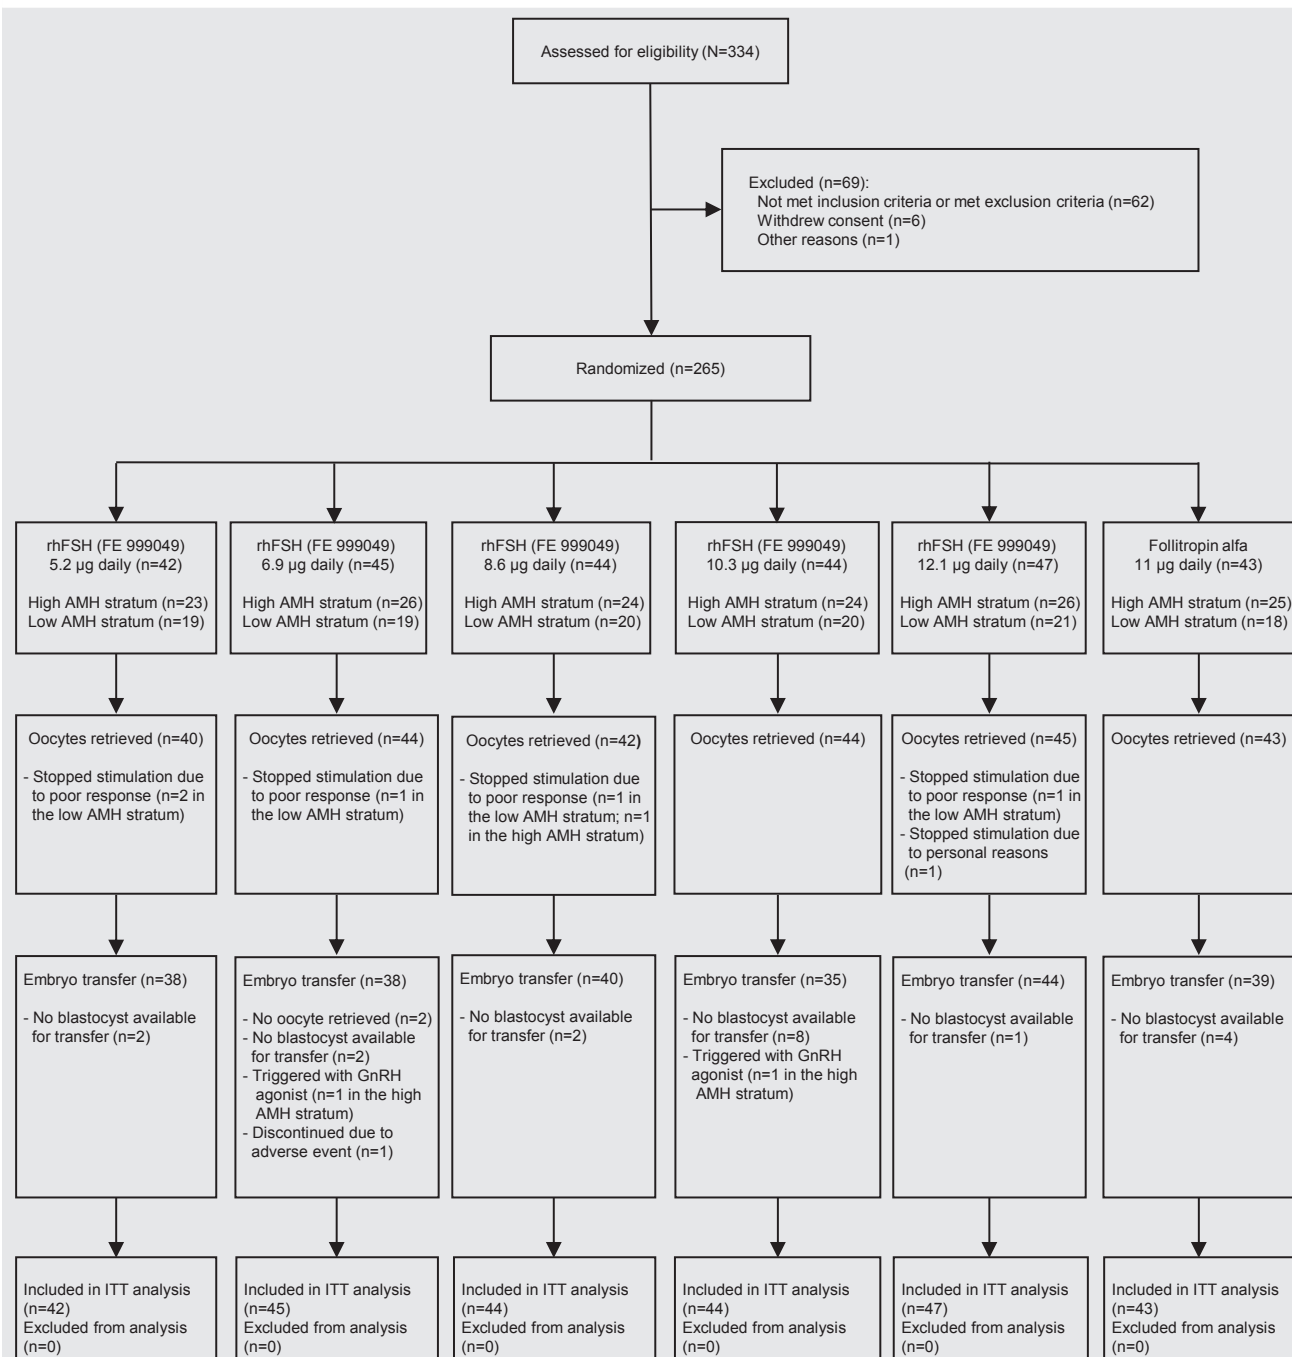 Assessed for eligibility (N=334)
Excluded (n=69):
Not met inclusion criteria or met exclusion criteria (n=62)
Withdrew consent (n=6)
Other reasons (n=1)
Randomized (n=265)
rhFSH (FE 999049)
5.2 µg daily (n=42)
High AMH stratum (n=23)
Low AMH stratum (n=19)
rhFSH (FE 999049)
6.9 µg daily (n=45)
High AMH stratum (n=26)
Low AMH stratum (n=19)
rhFSH (FE 999049)
8.6 µg daily (n=44)
High AMH stratum (n=24)
Low AMH stratum (n=20)
rhFSH (FE 999049)
10.3 µg daily (n=44)
High AMH stratum (n=24)
Low AMH stratum (n=20)
rhFSH (FE 999049)
12.1 µg daily (n=47)
High AMH stratum (n=26)
Low AMH stratum (n=21)
Follitropin alfa
11 µg daily (n=43)
High AMH stratum (n=25)
Low AMH stratum (n=18)
Oocytes retrieved (n=40)
- Stopped stimulation due
to poor response (n=2 in
the low AMH stratum)
Oocytes retrieved (n=44)
- Stopped stimulation due
to poor response (n=1 in
the low AMH stratum)
Oocytes retrieved (n=42)
- Stopped stimulation due
to poor response (n=1 in
the low AMH stratum; n=1
in the high AMH stratum)
Oocytes retrieved (n=44)
Oocytes retrieved (n=45)
- Stopped stimulation due
to poor response (n=1 in
the low AMH stratum)
- Stopped stimulation due
to personal reasons
(n=1)
Oocytes retrieved (n=43)
Embryo transfer (n=38)
- No blastocyst available
for transfer (n=2)
Embryo transfer (n=38)
- No oocyte retrieved (n=2)
- No blastocyst available
for transfer (n=2)
- Triggered with GnRH
agonist (n=1 in the high
AMH stratum)
- Discontinued due to
adverse event (n=1)
Embryo transfer (n=40)
- No blastocyst available
for transfer (n=2)
Embryo transfer (n=35)
- No blastocyst available
for transfer (n=8)
- Triggered with GnRH
agonist (n=1 in the high
AMH stratum)
Embryo transfer (n=44)
- No blastocyst available
for transfer (n=1)
Embryo transfer (n=39)
- No blastocyst available
for transfer (n=4)
Included in ITT analysis
(n=42)
Excluded from analysis
(n=0)
Included in ITT analysis
(n=45)
Excluded from analysis
(n=0)
Included in ITT analysis
(n=44)
Excluded from analysis
(n=0)
Included in ITT analysis
(n=44)
Excluded from analysis
(n=0)
Included in ITT analysis
(n=47)
Excluded from analysis
(n=0)
Included in ITT analysis
(n=43)
Excluded from analysis
(n=0)